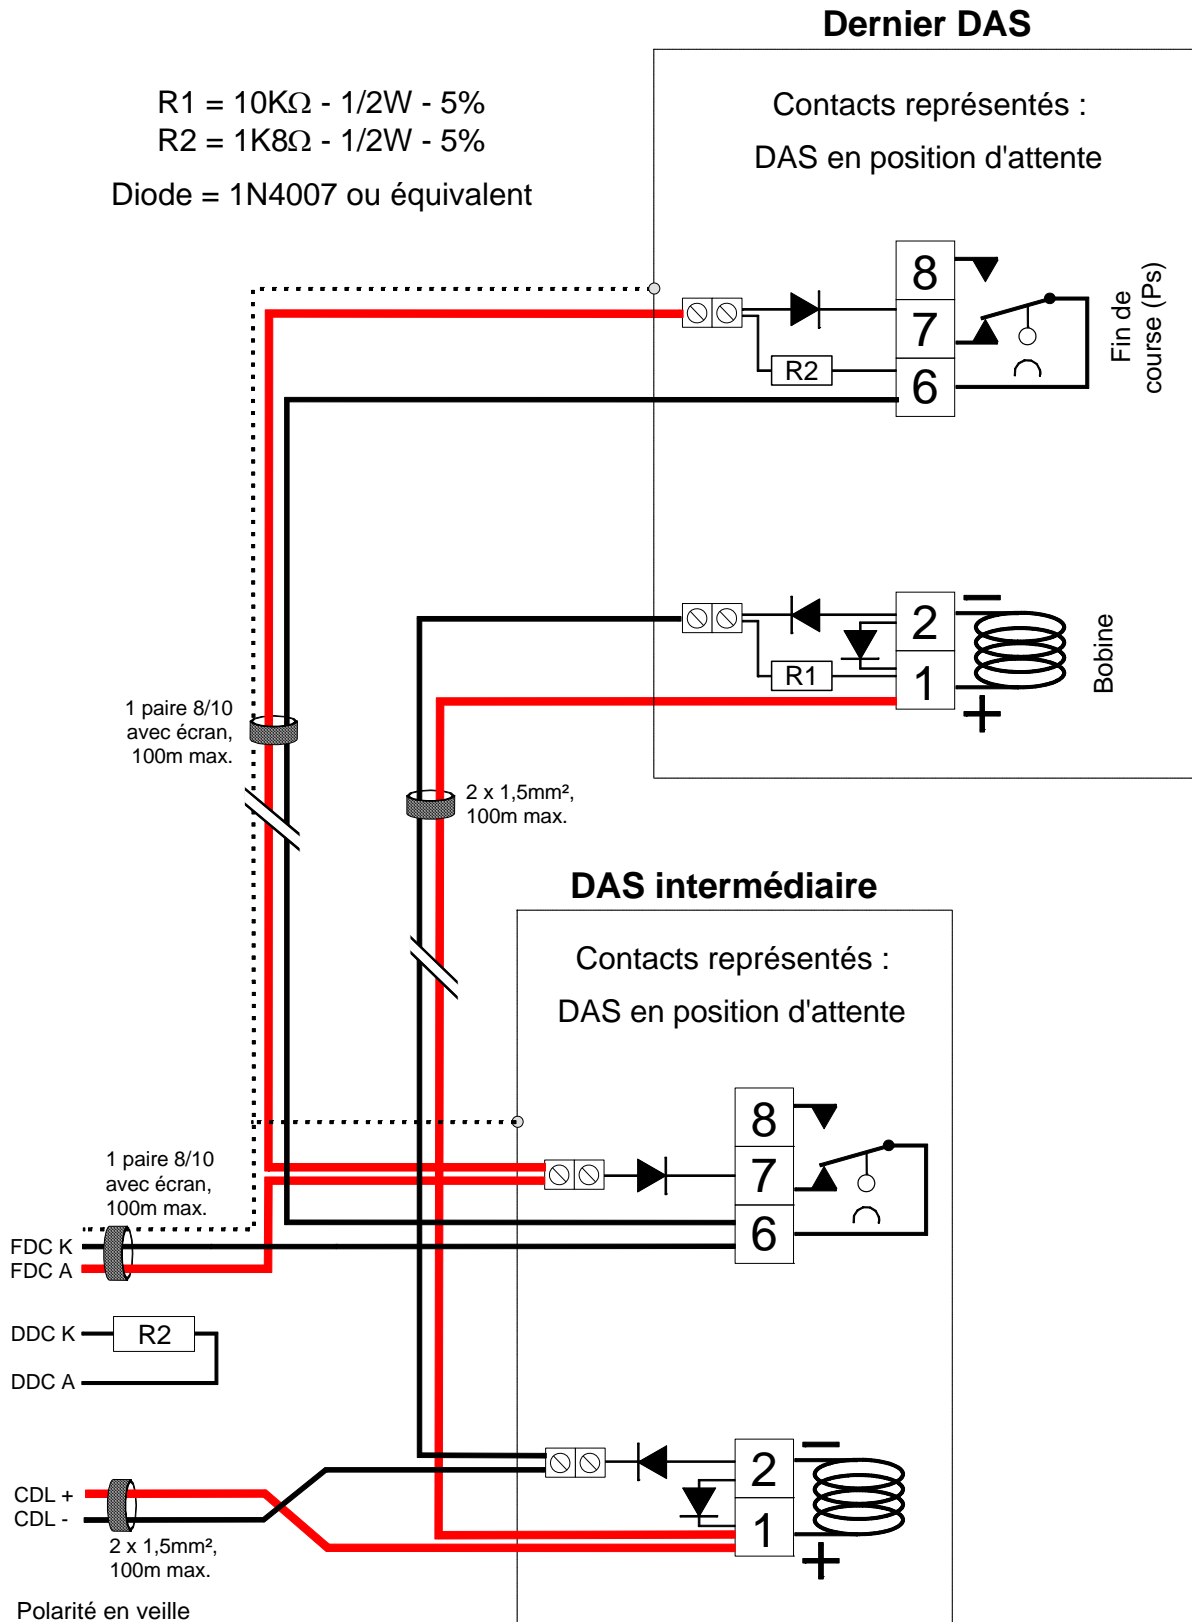 Dernier DAS
R1 = 10KΩ - 1/2W - 5%
R2 = 1K8Ω - 1/2W - 5%
Diode = 1N4007 ou équivalent
Contacts représentés :
DAS en position d'attente
8
7
6
R2
Fin de
course (Ps)
2
1
R1
Bobine
1 paire 8/10
avec écran,
100m max.
2 x 1,5mm²,
100m max.
DAS intermédiaire
Contacts représentés :
DAS en position d'attente
8
7
6
1 paire 8/10
avec écran,
100m max.
FDC K
FDC A
DDC K
R2
DDC A
2
1
CDL +
CDL -
2 x 1,5mm²,
100m max.
Polarité en veille